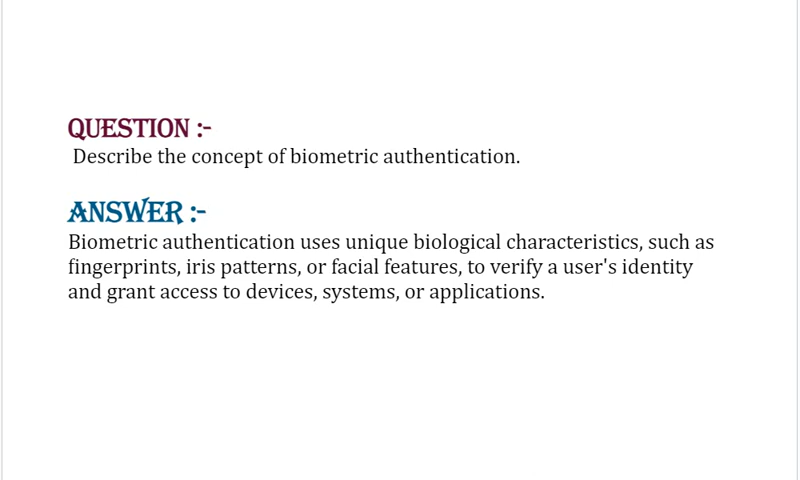 QUESTION :-
Describe the concept of biometric authentication.
ANSWER :-
Biometric authentication uses unique biological characteristics, such as
fingerprints, iris patterns, or facial features, to verify a user's identity
and grant access to devices, systems, or applications.